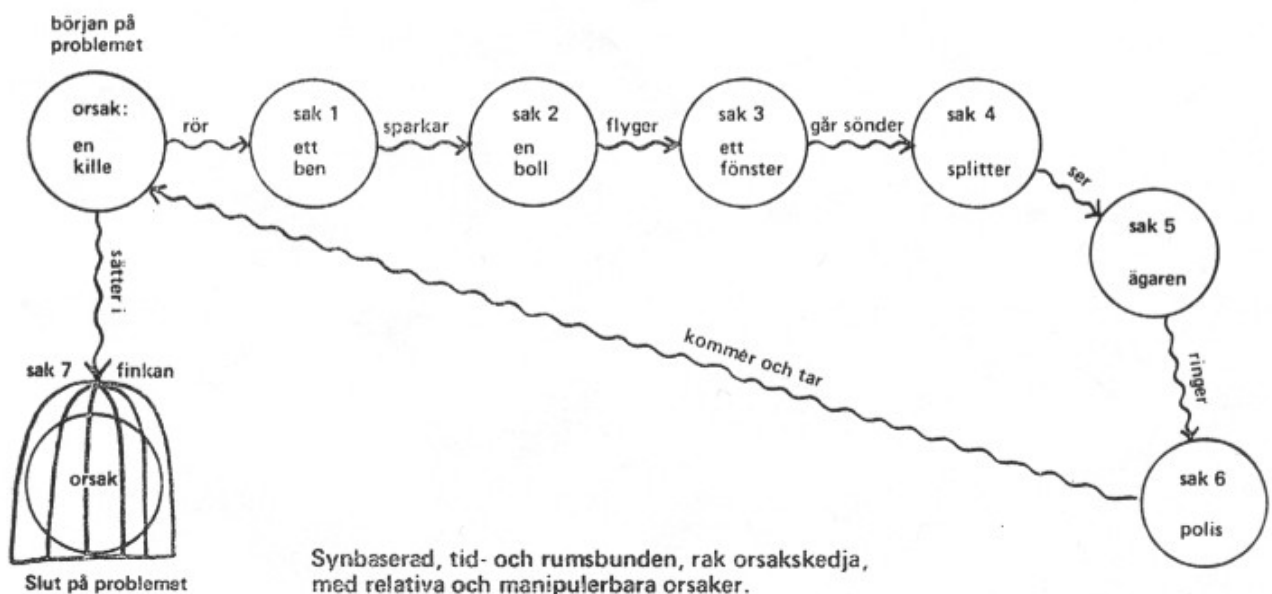 början på
problemet
orsak:
en
kille
rör
sak 1
ett
ben
sparkar
sak 2
en
boll
flyger
sak 3
ett
fönster
går sönder
sak 4
splitter
ser
sak 5
ägaren
ringer
sak 6
polis
kommer och tar
sätter i
sak 7 finkan
orsak
Slut på problemet
Synbaserad, tid- och rumsbunden, rak orsakskedja,
med relativa och manipulerbara orsaker.